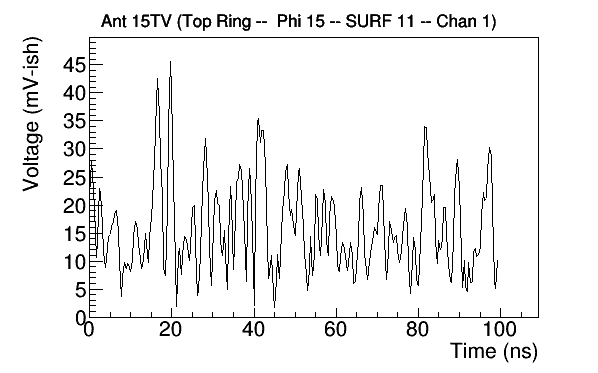 Ant 15TV (Top Ring -- Phi 15 -- SURF 11 -- Chan 1)
Voltage (mV-ish)
45
40
35
30
25
20
15
10
5
0
0 20 40 60 80 100
Time (ns)